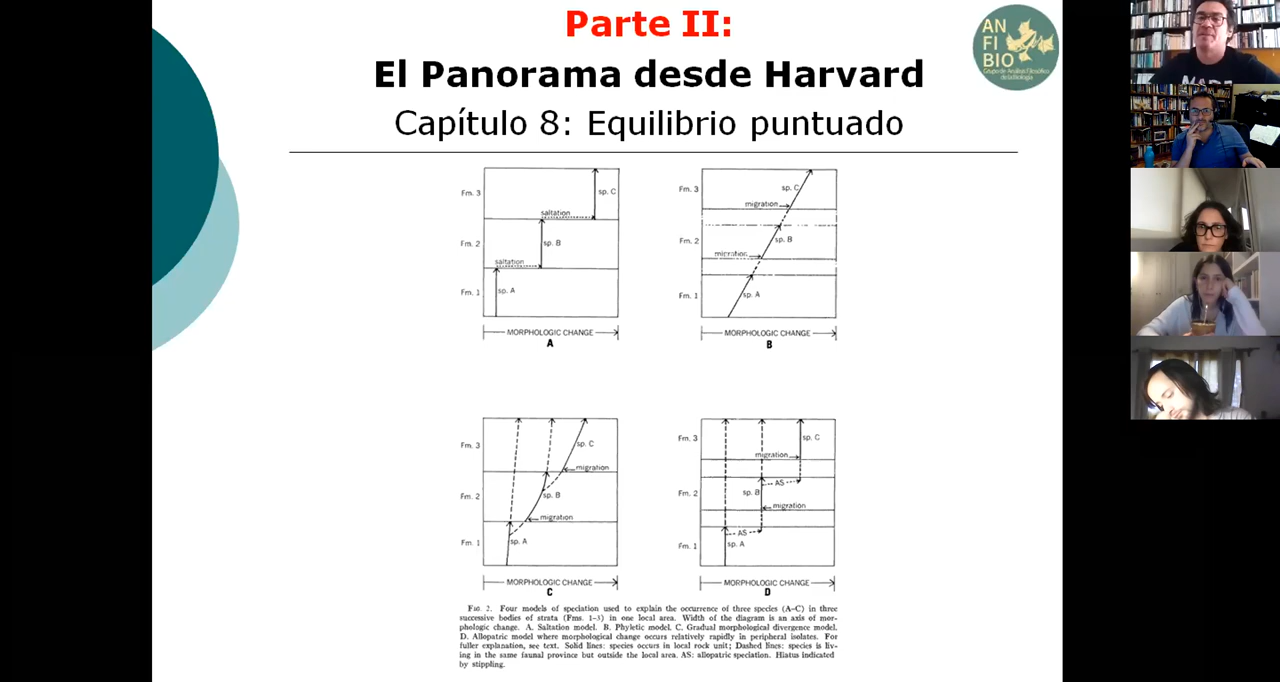 Parte II:
El Panorama desde Harvard
Capítulo 8: Equilibrio puntuado
AN
FI
BIO
Grupo de Análisis Filosófico
de la Biología
Fm. 3
sp. C
saltation
Fm. 2
sp. B
saltation
Fm. 1
sp. A
MORPHOLOGIC CHANGE
A
Fm. 3
sp. C
migration
Fm. 2
sp. B
migration
Fm. 1
sp. A
MORPHOLOGIC CHANGE
B
Fm. 3
sp. C
migration
Fm. 2
sp. B
migration
Fm. 1
sp. A
MORPHOLOGIC CHANGE
C
Fm. 3
sp. C
migration
AS
Fm. 2
sp. B
migration
AS
Fm. 1
sp. A
MORPHOLOGIC CHANGE
D
Fig. 2. Four models of speciation used to explain the occurrence of three species (A-C) in three
successive bodies of strata (Fms. 1-3) in one local area. Width of the diagram is an axis of mor-
phologic change. A. Saltation model. B. Phyletic model. C. Gradual morphological divergence model.
D. Allopatric model where morphological change occurs relatively rapidly in peripheral isolates. For
fuller explanation, see text. Solid lines: species occurs in local rock unit; Dashed lines: species is liv-
ing in the same faunal province but outside the local area. AS: allopatric speciation. Hiatus indicated
by stippling.